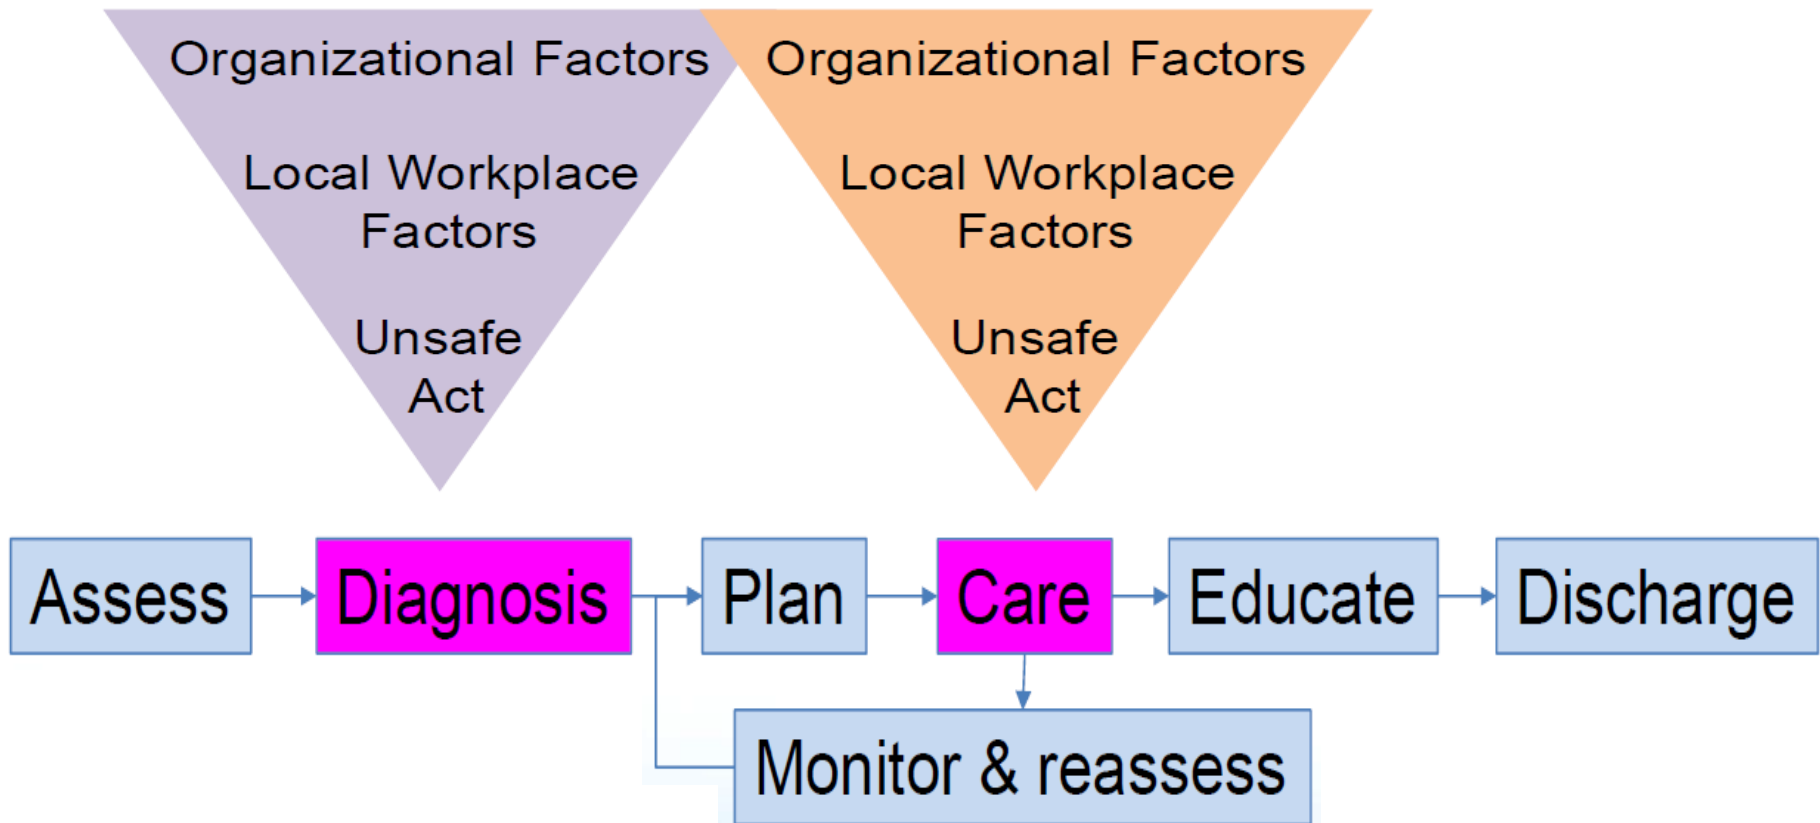 Organizational Factors
Local Workplace
Factors
Unsafe
Act
Organizational Factors
Local Workplace
Factors
Unsafe
Act
Assess
Diagnosis
Plan
Care
Educate
Discharge
Monitor & reassess